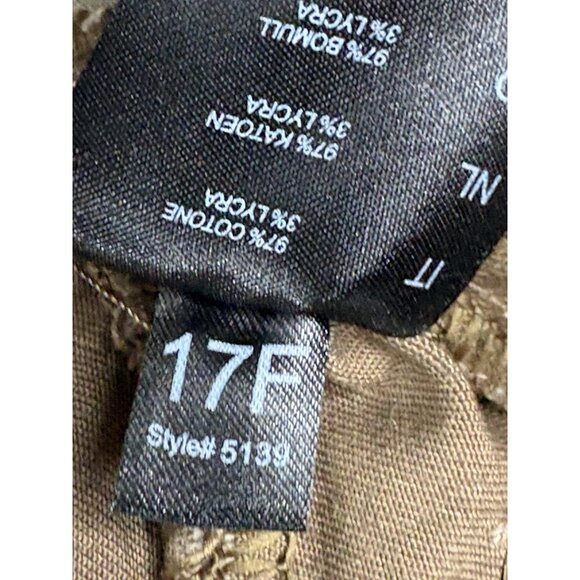 IT 97% COTONE
3% LYCRA
NL 97% KATOEN
3% LYCRA
97% BOMULL
3% LYCRA
17F
Style# 5139